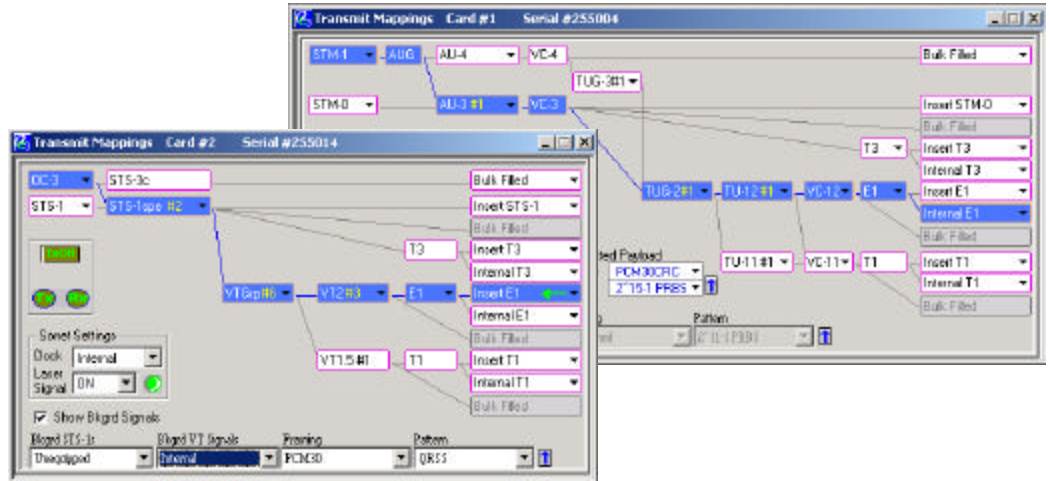 Transmit Mappings Card #1 Serial #255004
STM-1 AUG AU-4 VC-4 Bulk Filled
TUG-3#1
STM-0 AU-3 #1 VC-3 Insert STM-0
Bulk Filled
T3 Insert T3
Internal T3
TUG-2#1 TU-12#1 VC-12 E1 Insert E1
Internal E1
Bulk Filled
TU-11#1 VC-11 T1 Insert T1
Internal T1
Bulk Filled
Payload
PCM30CRC
2^15-1 PRBS
Pattern
Transmit Mappings Card #2 Serial #255014
OC-3 STS-3c Bulk Filled
STS-1 STS-1spe #2 Insert STS-1
Bulk Filled
T3 Insert T3
Internal T3
VTGrp#6 VT2#3 E1 Insert E1
Internal E1
Bulk Filled
VT1.5#1 T1 Insert T1
Internal T1
Bulk Filled
Tx Rx
Sonet Settings
Clock Internal
Laser
Signal ON
Show Bkgrd Signals
Bkgrd STS-1s Bkgrd VT Signals Framing Pattern
Unequipped Internal PCM30 QRSS